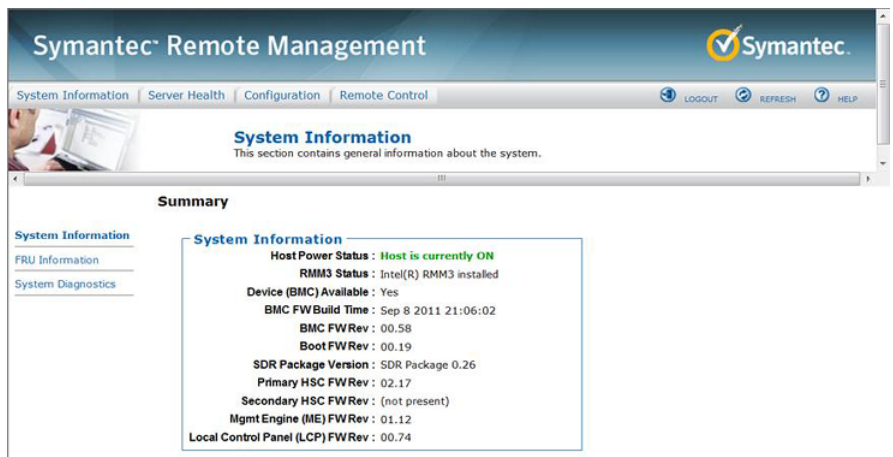 Symantec™ Remote Management
Symantec.
System Information
Server Health
Configuration
Remote Control
LOGOUT
REFRESH
HELP
System Information
This section contains general information about the system.
Summary
System Information
FRU Information
System Diagnostics
System Information
Host Power Status : Host is currently ON
RMM3 Status : Intel(R) RMM3 installed
Device (BMC) Available : Yes
BMC FW Build Time : Sep 8 2011 21:06:02
BMC FW Rev : 00.58
Boot FW Rev : 00.19
SDR Package Version : SDR Package 0.26
Primary HSC FW Rev : 02.17
Secondary HSC FW Rev : (not present)
Mgmt Engine (ME) FW Rev : 01.12
Local Control Panel (LCP) FW Rev : 00.74